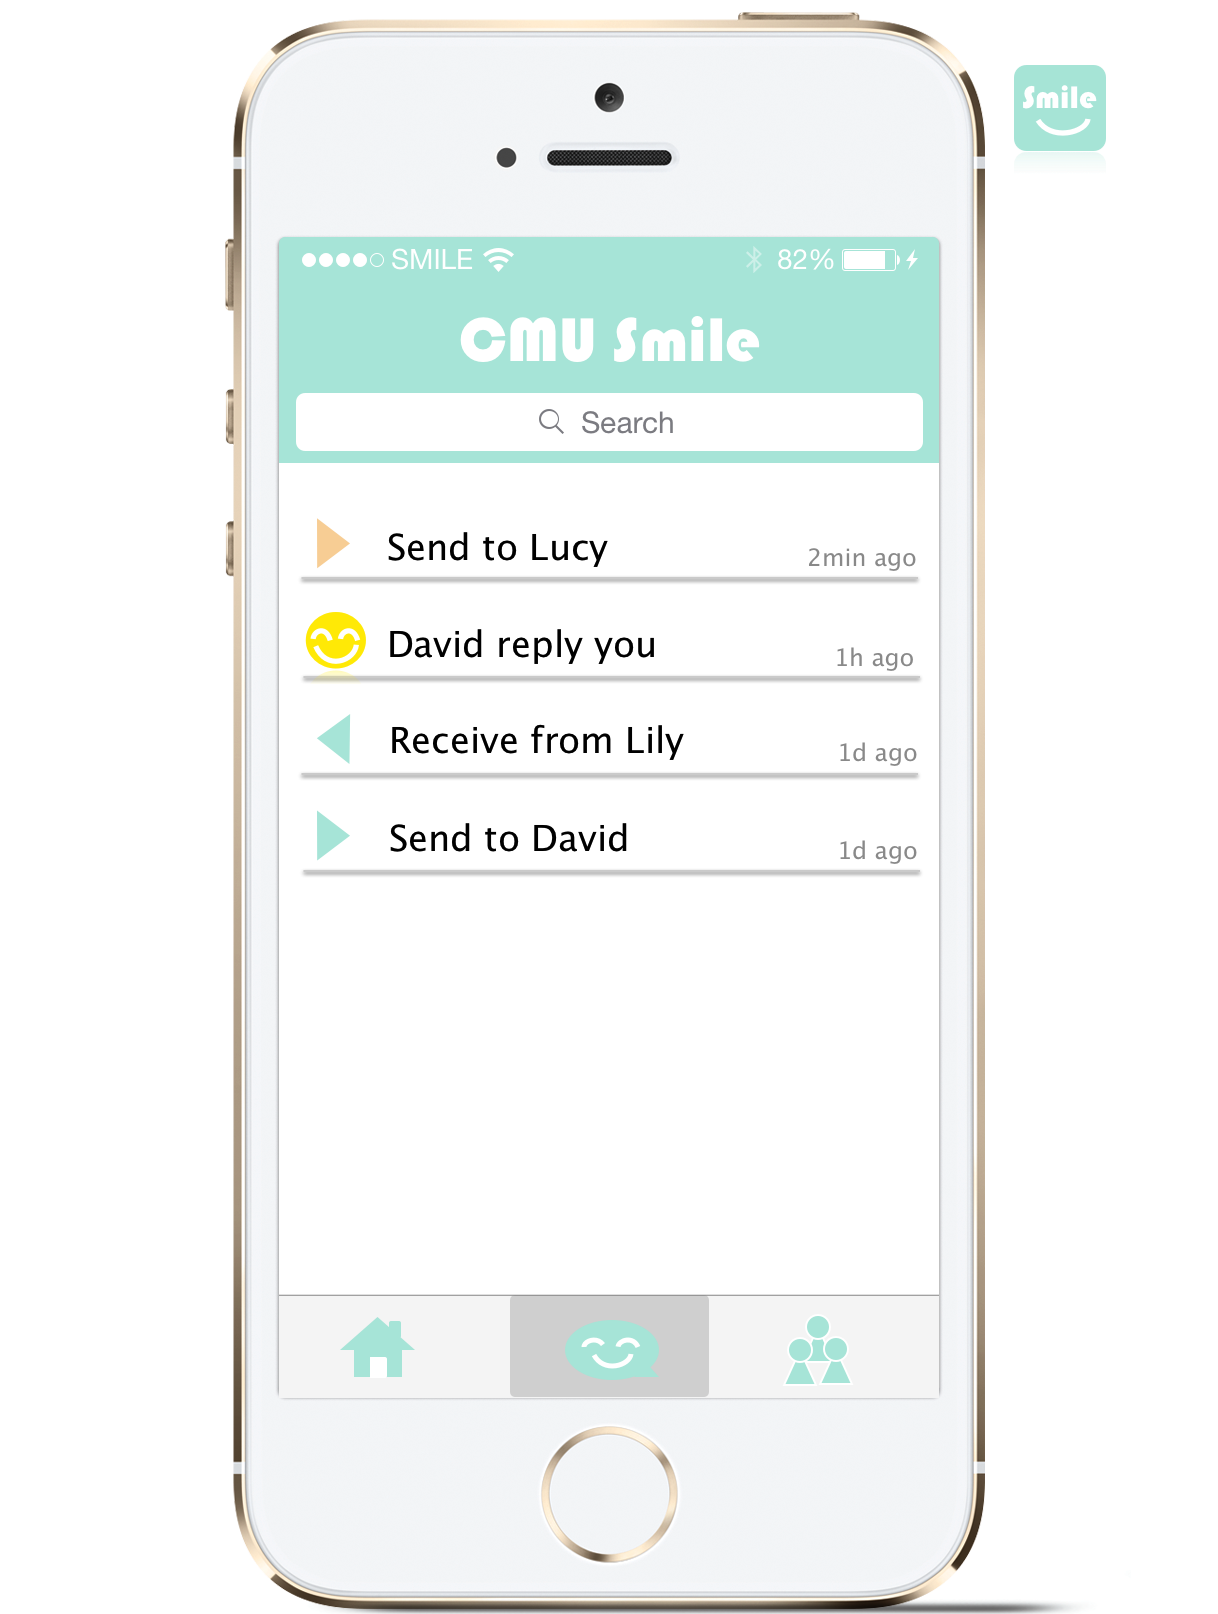 Smile
SMILE 82%
CMU Smile
Search
Send to Lucy 2min ago
David reply you 1h ago
Receive from Lily 1d ago
Send to David 1d ago